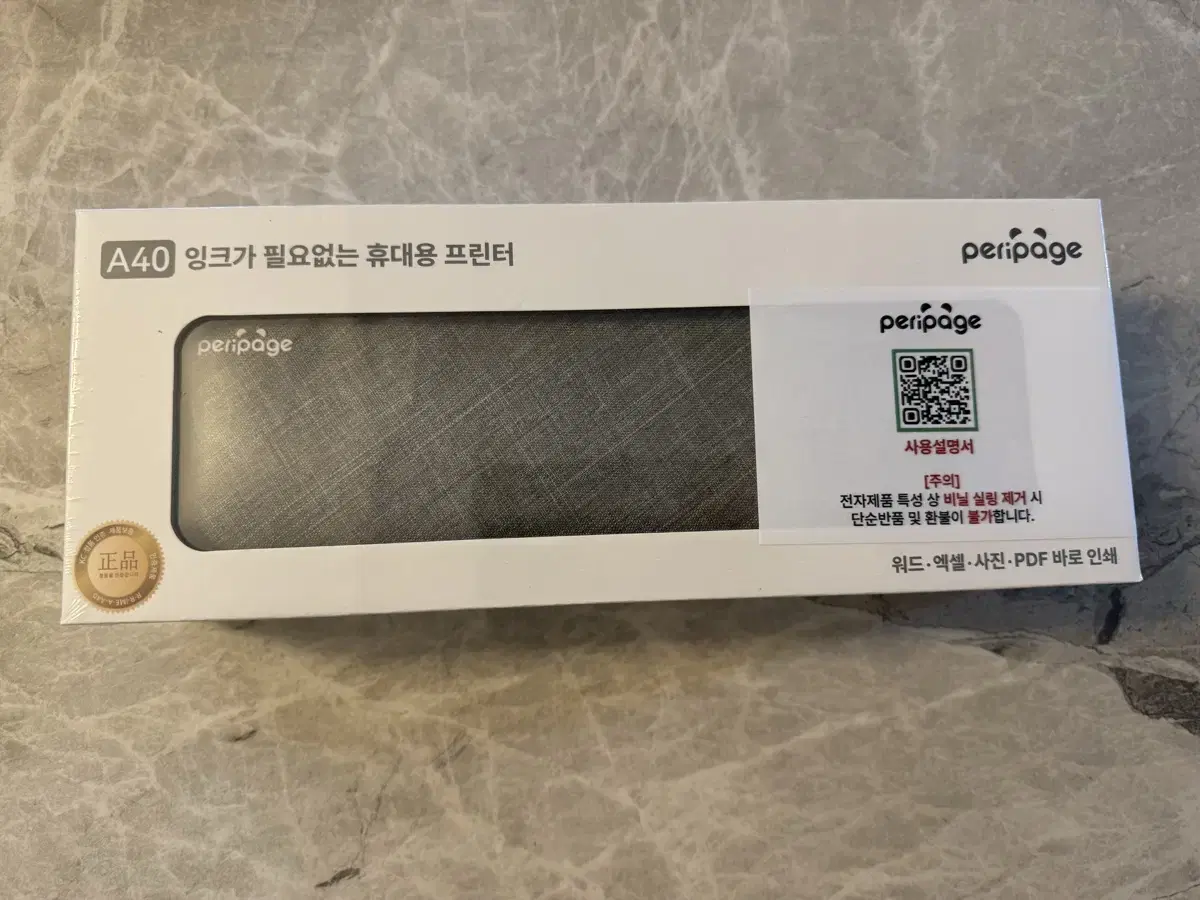 A40 잉크가 필요없는 휴대용 프린터
peripage
peripage
peripage
사용설명서
[주의]
전자제품 특성 상 비닐 실링 제거 시
단순반품 및 환불이 불가합니다.
正品
워드·엑셀·사진·PDF 바로 인쇄